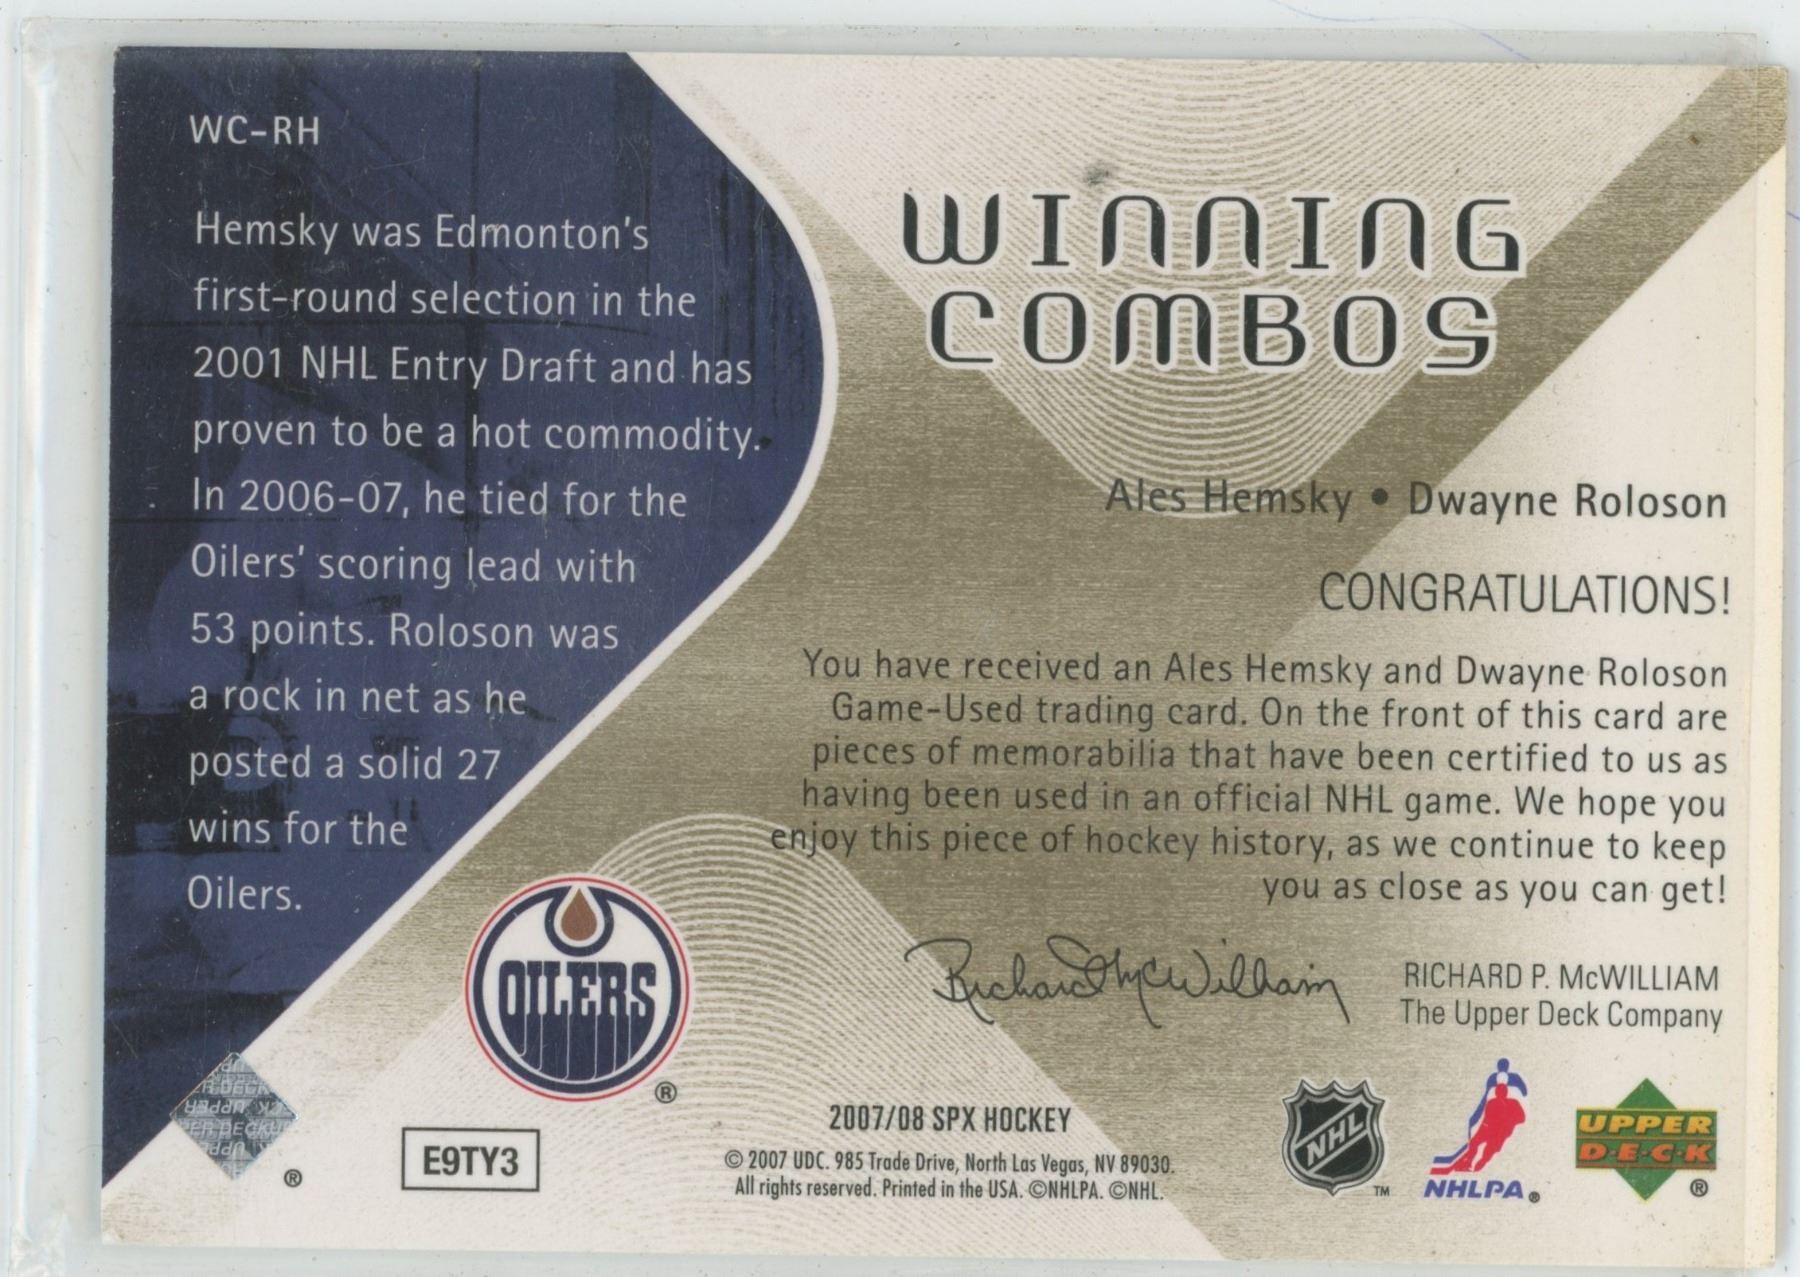 WC-RH
Hemsky was Edmonton's
first-round selection in the
2001 NHL Entry Draft and has
proven to be a hot commodity.
In 2006-07, he tied for the
Oilers' scoring lead with
53 points. Roloson was
a rock in net as he
posted a solid 27
wins for the
Oilers.
WINNING
COMBOS
Ales Hemsky • Dwayne Roloson
CONGRATULATIONS!
You have received an Ales Hemsky and Dwayne Roloson
Game-Used trading card. On the front of this card are
pieces of memorabilia that have been certified to us as
having been used in an official NHL game. We hope you
enjoy this piece of hockey history, as we continue to keep
you as close as you can get!
Richard McWilliam
RICHARD P. McWILLIAM
The Upper Deck Company
OILERS
®
®
E9TY3
2007/08 SPX HOCKEY
© 2007 UDC. 985 Trade Drive, North Las Vegas, NV 89030.
All rights reserved. Printed in the USA. ©NHLPA. ©NHL.
NHL
TM
NHLPA®
UPPER
D·E·C·K
®